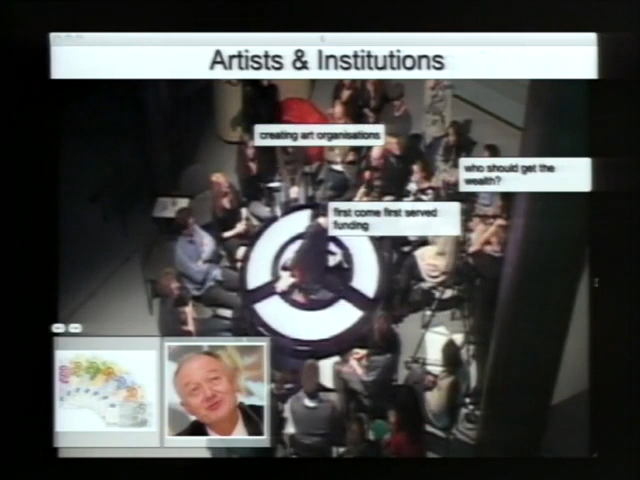 Artists & Institutions
creating art organisations
who should get the
wealth?
first come first served
funding